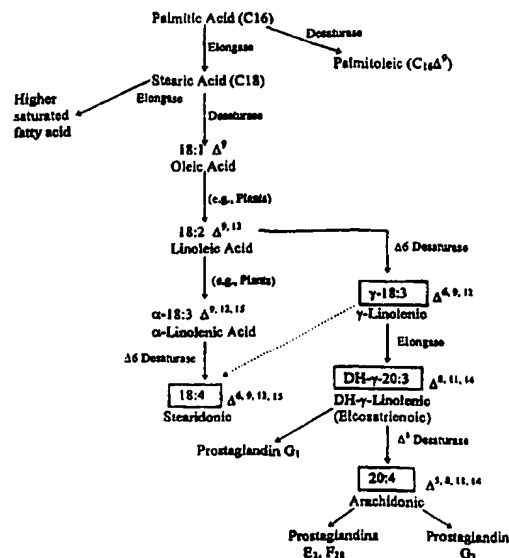 Palmitic Acid (C16)
Elongase
Desaturase
Palmitoleic (C₁₆Δ⁹)
Stearic Acid (C18)
Elongase
Higher
saturated
fatty acid
Desaturase
18:1 Δ⁹
Oleic Acid
(e.g., Plants)
18:2 Δ⁹, ¹²
Linoleic Acid
Δ6 Desaturase
(e.g., Plants)
γ-18:3 Δ⁶, ⁹, ¹²
γ-Linolenic
α-18:3 Δ⁹, ¹², ¹⁵
α-Linolenic Acid
Elongase
Δ6 Desaturase
DH-γ-20:3 Δ⁸, ¹¹, ¹⁴
DH-γ-Linolenic
(Eicosatrienoic)
18:4 Δ⁶, ⁹, ¹², ¹⁵
Stearidonic
Δ⁵ Desaturase
Prostaglandin G₁
20:4 Δ⁵, ⁸, ¹¹, ¹⁴
Arachidonic
Prostaglandins
E₂, F₂α
Prostaglandins
G₂